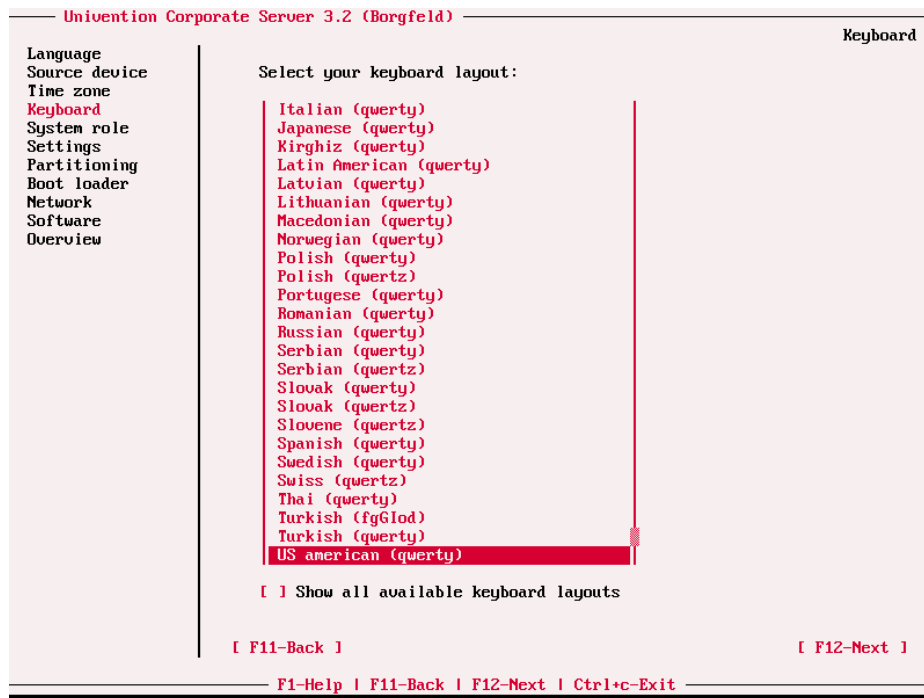 Univention Corporate Server 3.2 (Borgfeld)
Keyboard
Language
Source device
Time zone
Keyboard
System role
Settings
Partitioning
Boot loader
Network
Software
Overview
Select your keyboard layout:
Italian (qwerty)
Japanese (qwerty)
Kirghiz (qwerty)
Latin American (qwerty)
Latvian (qwerty)
Lithuanian (qwerty)
Macedonian (qwerty)
Norwegian (qwerty)
Polish (qwerty)
Polish (qwertz)
Portugese (qwerty)
Romanian (qwerty)
Russian (qwerty)
Serbian (qwerty)
Serbian (qwertz)
Slovak (qwerty)
Slovak (qwertz)
Slovene (qwertz)
Spanish (qwerty)
Swedish (qwerty)
Swiss (qwertz)
Thai (qwerty)
Turkish (fgGIod)
Turkish (qwerty)
US american (qwerty)
[ ] Show all available keyboard layouts
[ F11-Back ]
[ F12-Next ]
F1-Help | F11-Back | F12-Next | Ctrl+c-Exit